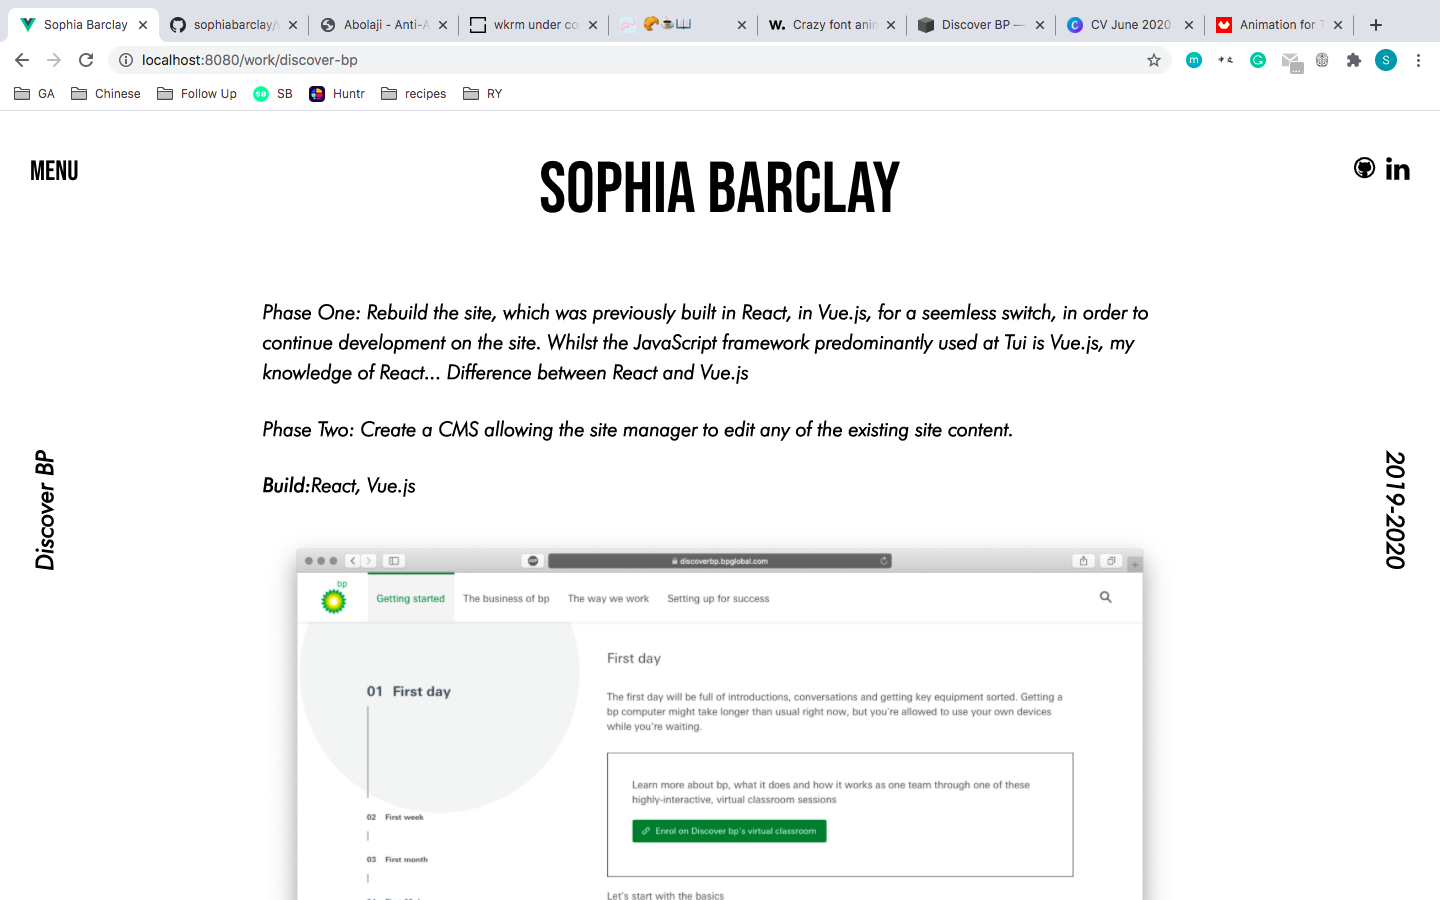 Sophia Barclay
sophiabarclay/
Abolaji - Anti-A
wkrm under co
W. Crazy font anin
Discover BP —
CV June 2020
Animation for T
localhost:8080/work/discover-bp
GA
Chinese
Follow Up
SB
Huntr
recipes
RY
MENU
SOPHIA BARCLAY
in
Phase One: Rebuild the site, which was previously built in React, in Vue.js, for a seemless switch, in order to
continue development on the site. Whilst the JavaScript framework predominantly used at Tui is Vue.js, my
knowledge of React... Difference between React and Vue.js
Phase Two: Create a CMS allowing the site manager to edit any of the existing site content.
Build:React, Vue.js
Discover BP
2019-2020
discoverbp.bpglobal.com
bp
Getting started
The business of bp
The way we work
Setting up for success
01 First day
02 First week
03 First month
First day
The first day will be full of introductions, conversations and getting key equipment sorted. Getting a
bp computer might take longer than usual right now, but you're allowed to use your own devices
while you're waiting.
Learn more about bp, what it does and how it works as one team through one of these
highly-interactive, virtual classroom sessions
Enrol on Discover bp's virtual classroom
Let's start with the basics